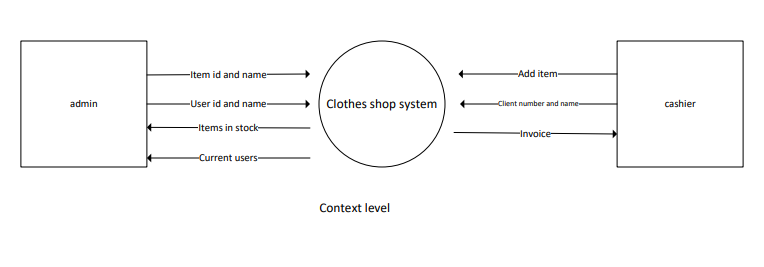 admin
Item id and name
User id and name
Items in stock
Current users
Clothes shop system
Add item
Client number and name
Invoice
cashier
Context level